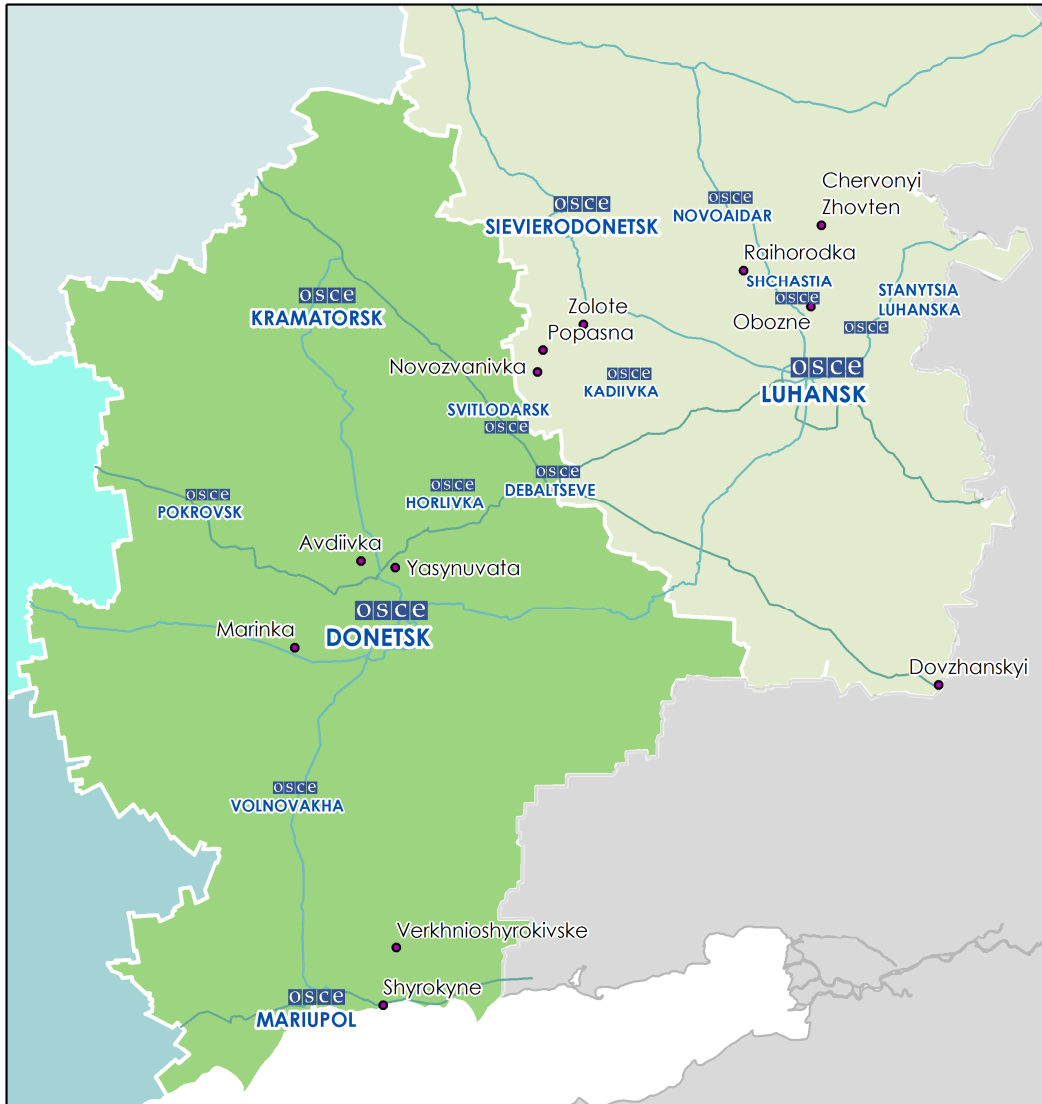 Chervonyi
Zhovten
osce
NOVOAIDAR
osce
SIEVIERODONETSK
Raihorodka
SHCHASTIA
osce
Obozne
STANYTSIA
LUHANSKA
osce
osce
KRAMATORSK
Zolote
Popasna
Novozvanivka
osce
KADIIVKA
osce
LUHANSK
SVITLODARSK
osce
osce
DEBALTSEVE
osce
HORLIVKA
osce
POKROVSK
Avdiivka
Yasynuvata
osce
DONETSK
Marinka
Dovzhanskyi
osce
VOLNOVAKHA
Verkhnioshyrokivske
Shyrokyne
osce
MARIUPOL